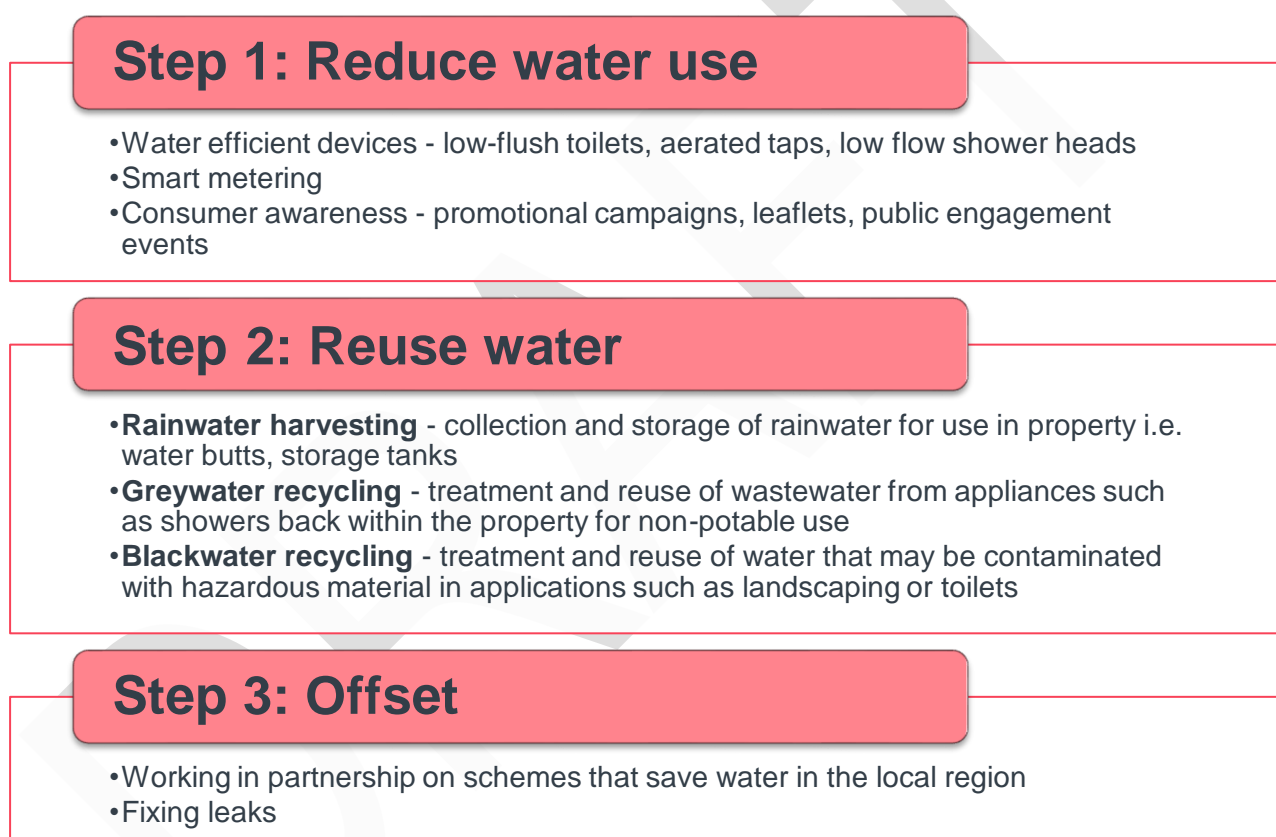 Step 1: Reduce water use
•Water efficient devices - low-flush toilets, aerated taps, low flow shower heads
•Smart metering
•Consumer awareness - promotional campaigns, leaflets, public engagement
events
Step 2: Reuse water
•Rainwater harvesting - collection and storage of rainwater for use in property i.e.
water butts, storage tanks
•Greywater recycling - treatment and reuse of wastewater from appliances such
as showers back within the property for non-potable use
•Blackwater recycling - treatment and reuse of water that may be contaminated
with hazardous material in applications such as landscaping or toilets
Step 3: Offset
•Working in partnership on schemes that save water in the local region
•Fixing leaks
DRAFT